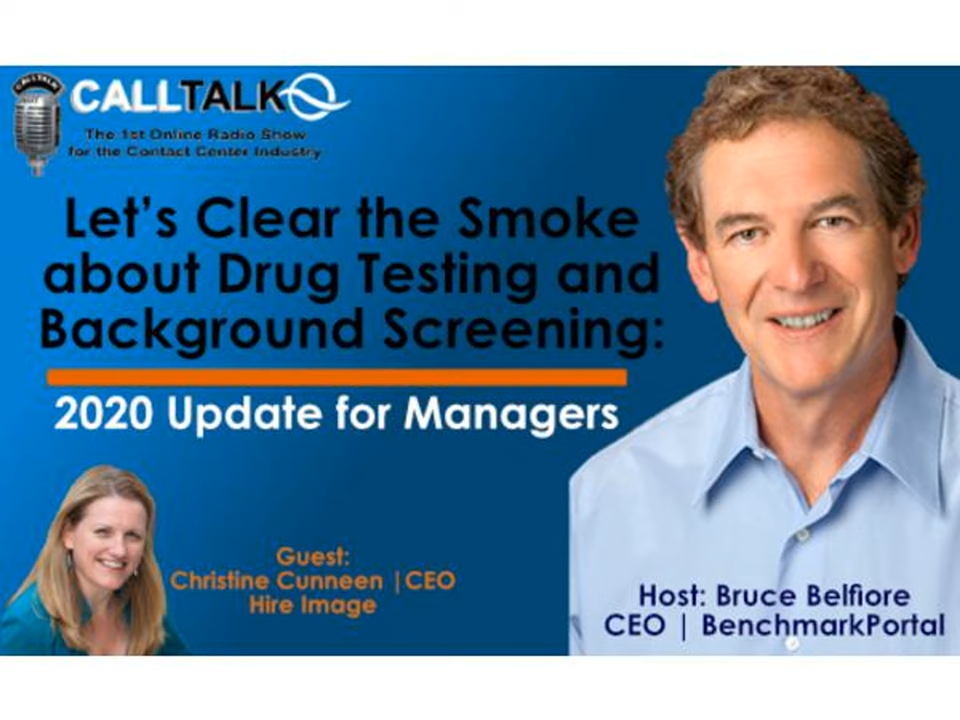 CALLTALK
CALLTALK
The 1st Online Radio Show
for the Contact Center Industry
Let's Clear the Smoke
about Drug Testing and
Background Screening:
2020 Update for Managers
Guest:
Christine Cunneen |CEO
Hire Image
Host: Bruce Belfiore
CEO | BenchmarkPortal